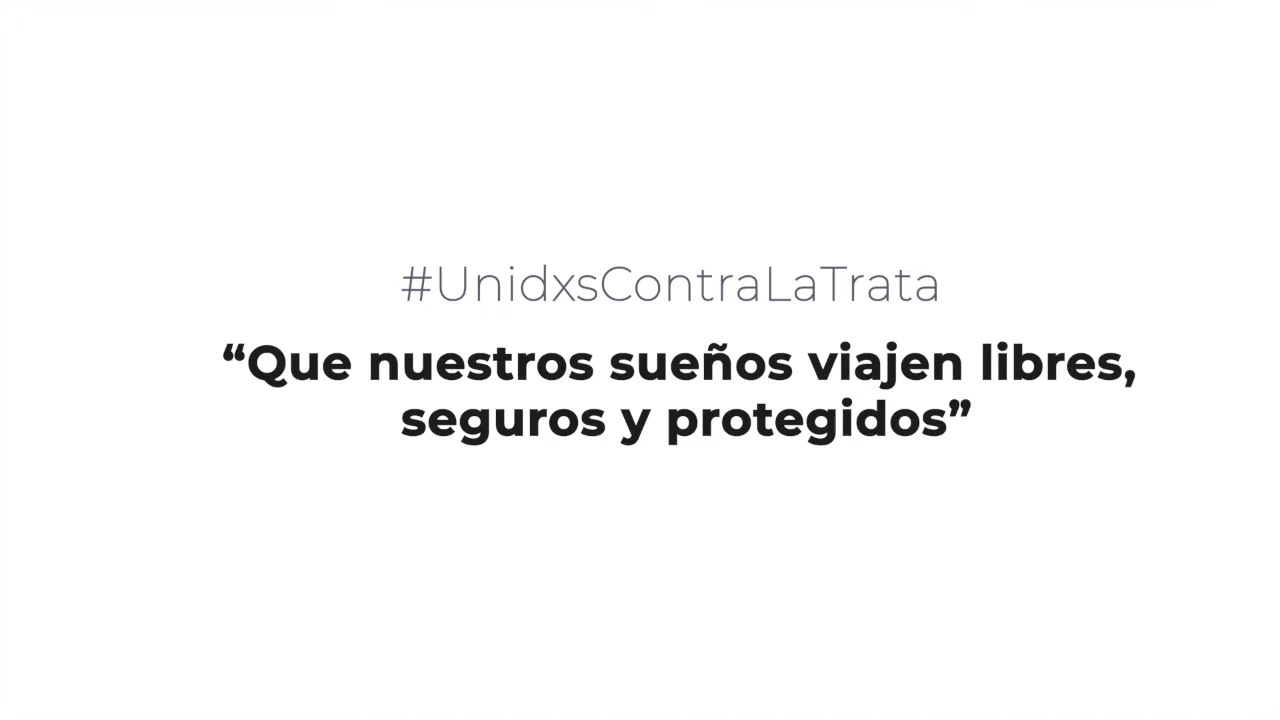 #UnidxsContraLaTrata
“Que nuestros sueños viajen libres,
seguros y protegidos”